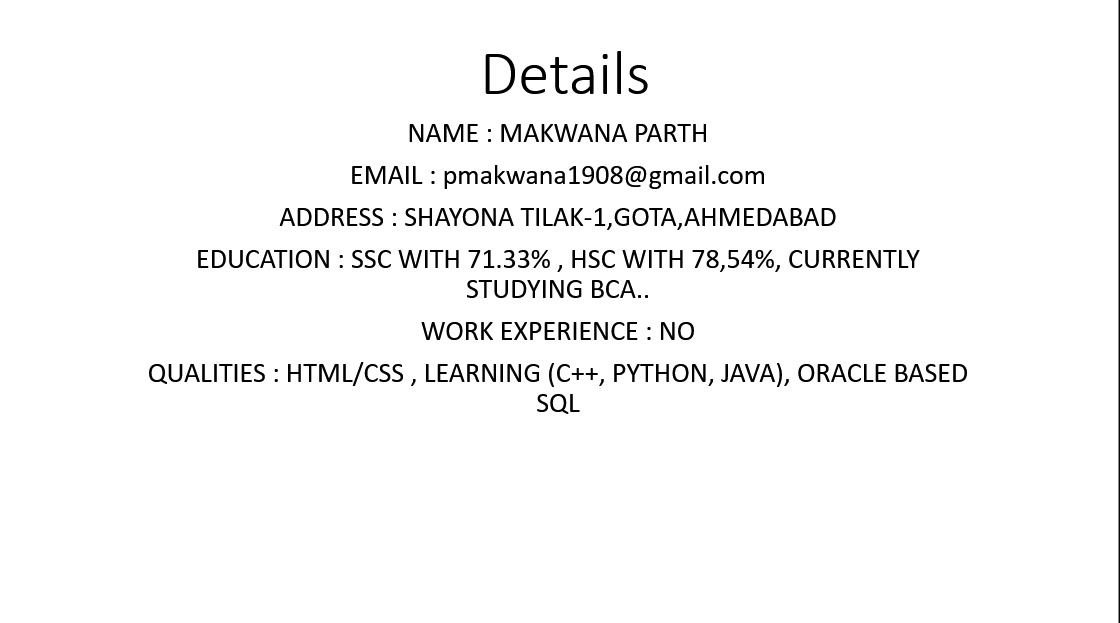 Details
NAME : MAKWANA PARTH
EMAIL : pmakwana1908@gmail.com
ADDRESS : SHAYONA TILAK-1,GOTA,AHMEDABAD
EDUCATION : SSC WITH 71.33% , HSC WITH 78,54%, CURRENTLY
STUDYING BCA..
WORK EXPERIENCE : NO
QUALITIES : HTML/CSS , LEARNING (C++, PYTHON, JAVA), ORACLE BASED
SQL